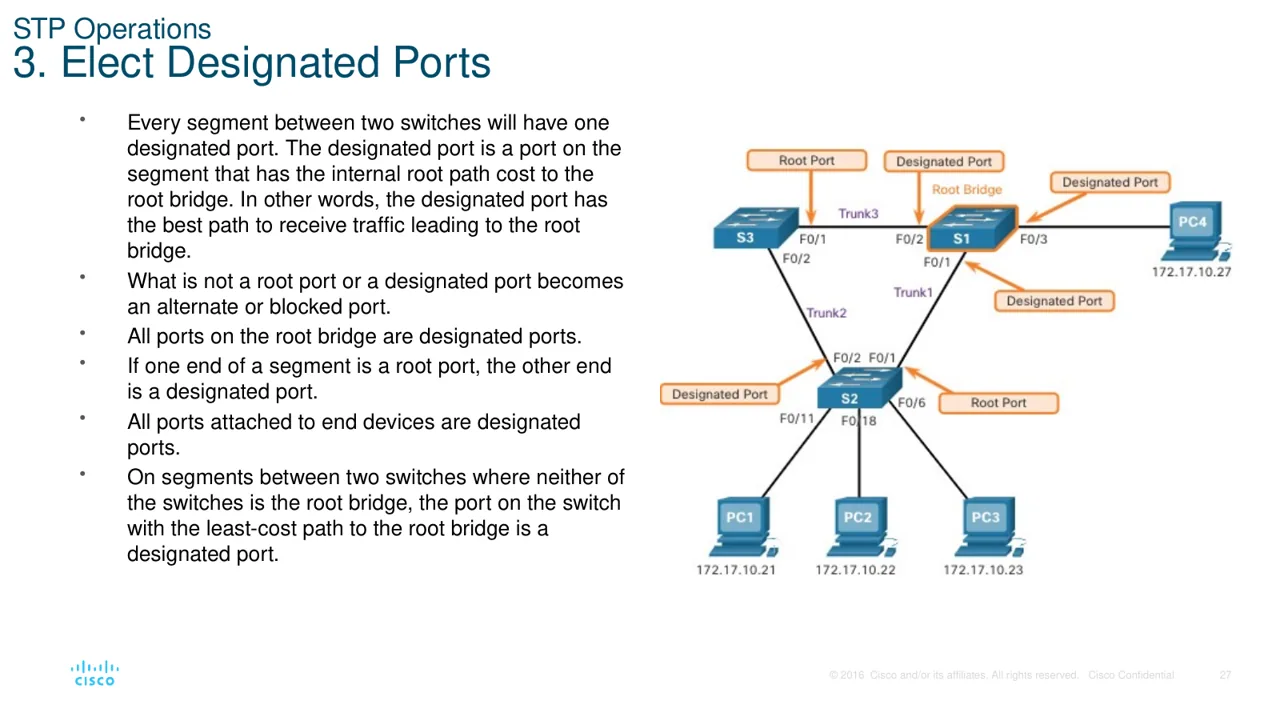 STP Operations
3. Elect Designated Ports
• Every segment between two switches will have one
designated port. The designated port is a port on the
segment that has the internal root path cost to the
root bridge. In other words, the designated port has
the best path to receive traffic leading to the root
bridge.
• What is not a root port or a designated port becomes
an alternate or blocked port.
• All ports on the root bridge are designated ports.
• If one end of a segment is a root port, the other end
is a designated port.
• All ports attached to end devices are designated
ports.
• On segments between two switches where neither of
the switches is the root bridge, the port on the switch
with the least-cost path to the root bridge is a
designated port.
Root Port
Designated Port
Root Bridge
Designated Port
Trunk3
S3
F0/1
F0/2
S1
F0/3
PC4
F0/2
F0/1
172.17.10.27
Trunk1
Designated Port
Trunk2
F0/2 F0/1
Designated Port
S2
F0/6
Root Port
F0/11
F0/18
PC1
PC2
PC3
172.17.10.21
172.17.10.22
172.17.10.23
CISCO
© 2016 Cisco and/or its affiliates. All rights reserved. Cisco Confidential
27